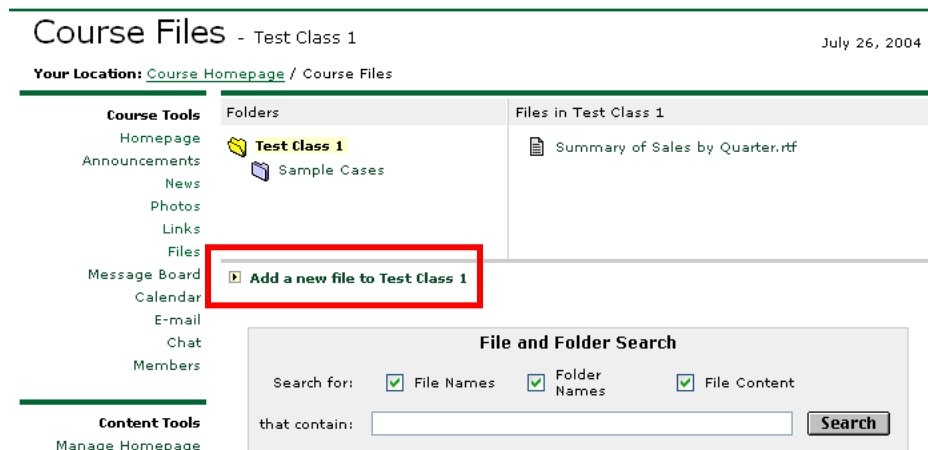 Course Files - Test Class 1
July 26, 2004
Your Location: Course Homepage / Course Files
Course Tools
Homepage
Announcements
News
Photos
Links
Files
Message Board
Calendar
E-mail
Chat
Members
Content Tools
Manage Homepage
Folders
Test Class 1
Sample Cases
Files in Test Class 1
Summary of Sales by Quarter.rtf
Add a new file to Test Class 1
File and Folder Search
Search for: File Names Folder Names File Content
that contain: Search